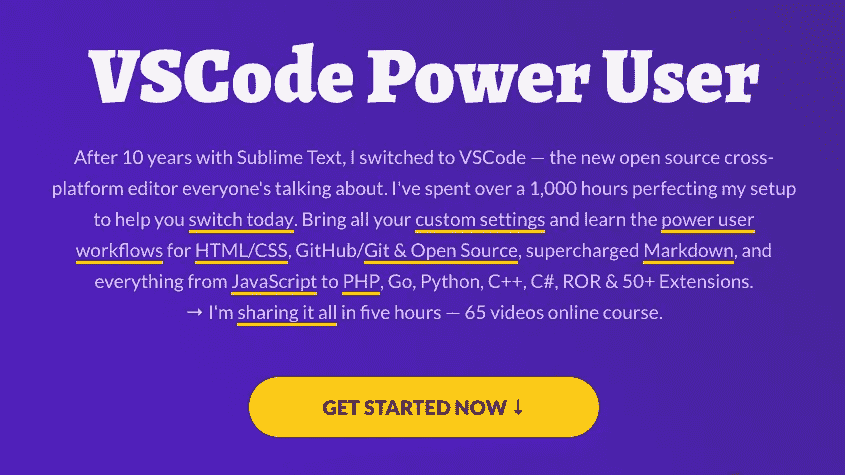 VSCode Power User
After 10 years with Sublime Text, I switched to VSCode — the new open source cross-
platform editor everyone's talking about. I've spent over a 1,000 hours perfecting my setup
to help you switch today. Bring all your custom settings and learn the power user
workflows for HTML/CSS, GitHub/Git & Open Source, supercharged Markdown, and
everything from JavaScript to PHP, Go, Python, C++, C#, ROR & 50+ Extensions.
→ I'm sharing it all in five hours — 65 videos online course.
GET STARTED NOW ↓